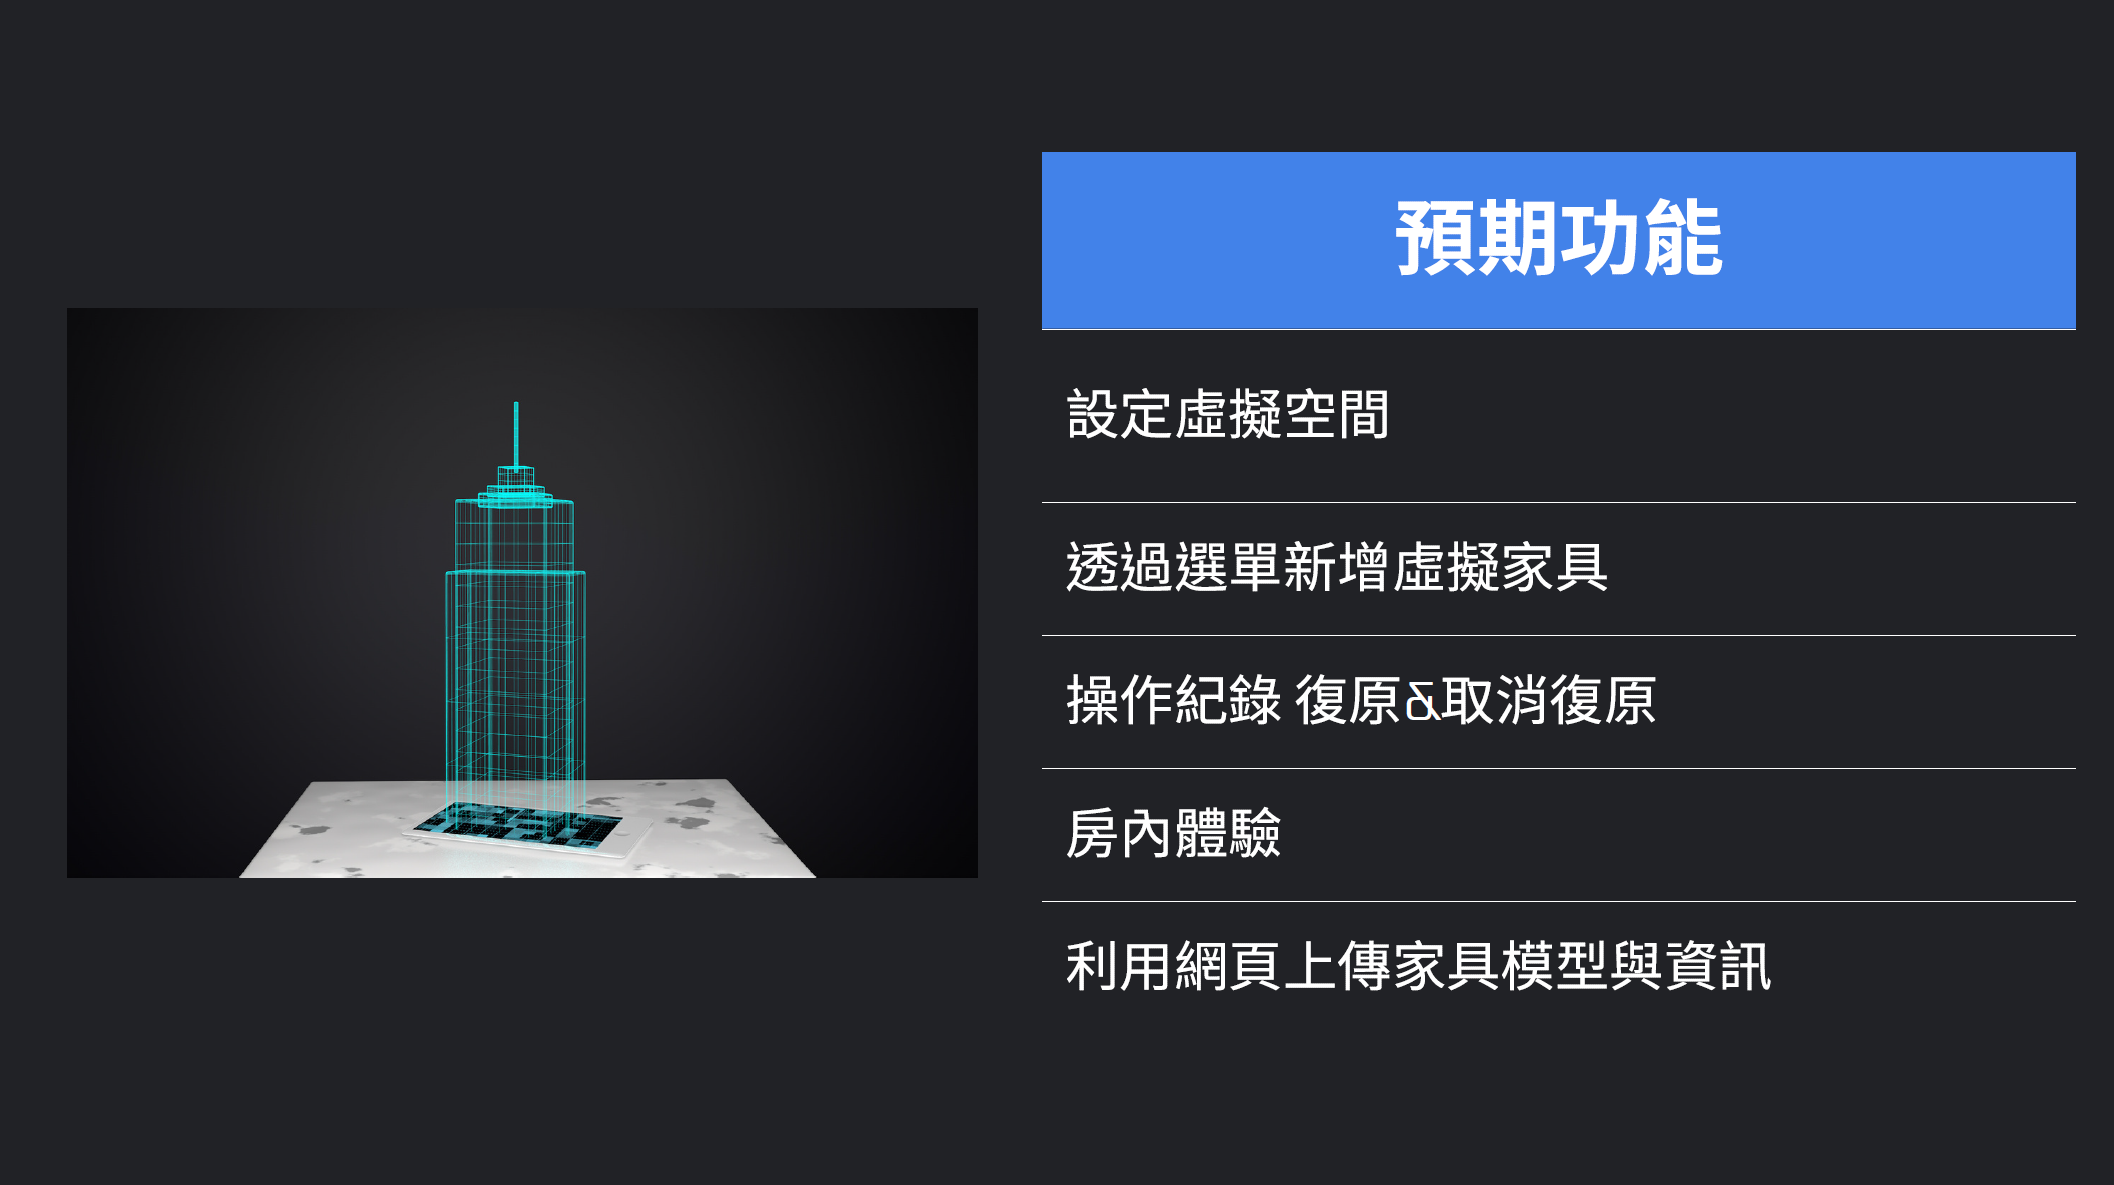 預期功能
設定虛擬空間
透過選單新增虛擬家具
操作紀錄 復原&取消復原
房內體驗
利用網頁上傳家具模型與資訊